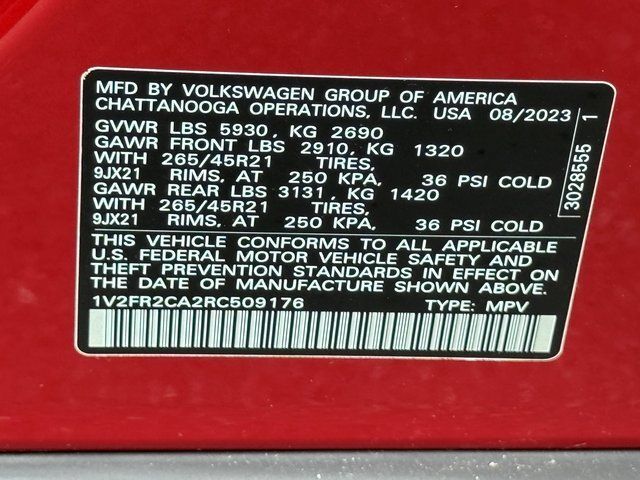 MFD BY VOLKSWAGEN GROUP OF AMERICA
CHATTANOOGA OPERATIONS, LLC. USA 08/2023
GVWR LBS 5930, KG 2690
GAWR FRONT LBS 2910, KG 1320
WITH 265/45R21 TIRES,
9JX21 RIMS, AT 250 KPA, 36 PSI COLD
GAWR REAR LBS 3131, KG 1420
WITH 265/45R21 TIRES,
9JX21 RIMS, AT 250 KPA, 36 PSI COLD
THIS VEHICLE CONFORMS TO ALL APPLICABLE
U.S. FEDERAL MOTOR VEHICLE SAFETY AND
THEFT PREVENTION STANDARDS IN EFFECT ON
THE DATE OF MANUFACTURE SHOWN ABOVE.
1V2FR2CA2RC509176 TYPE: MPV
3028555 1